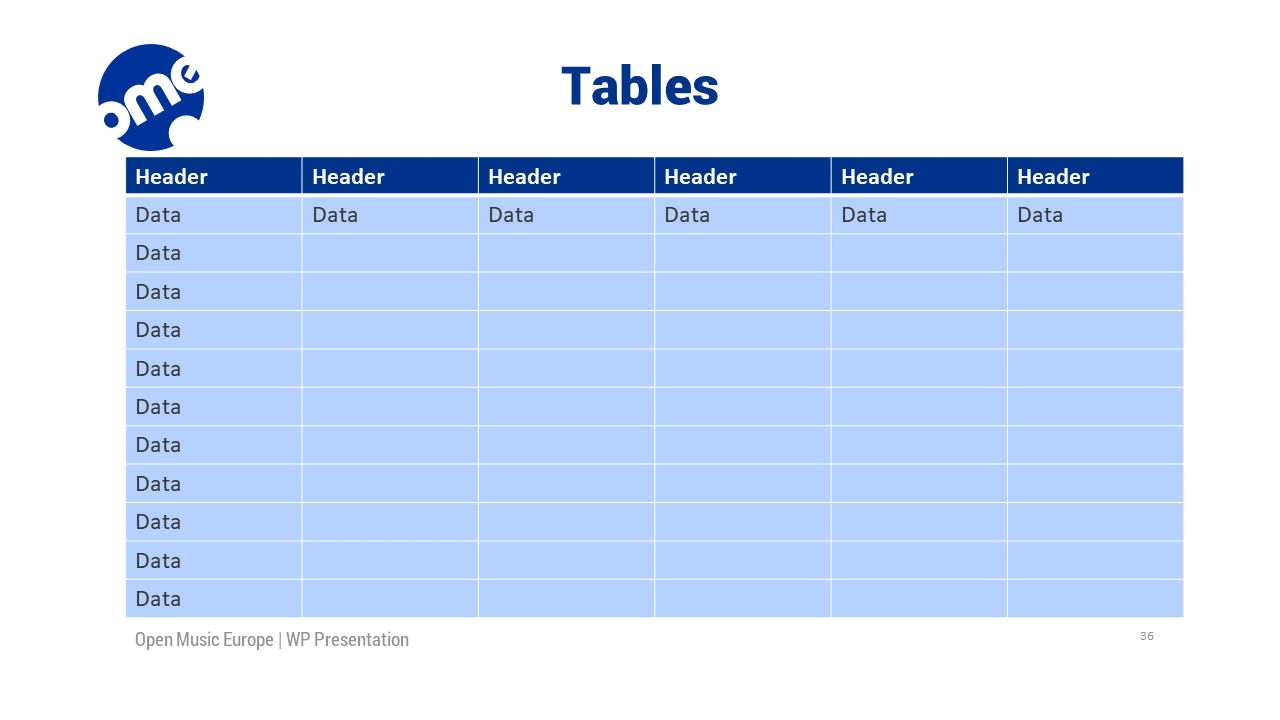 ome
Tables
Header Header Header Header Header Header
Data Data Data Data Data Data
Data
Data
Data
Data
Data
Data
Data
Data
Data
Data
Open Music Europe | WP Presentation
36